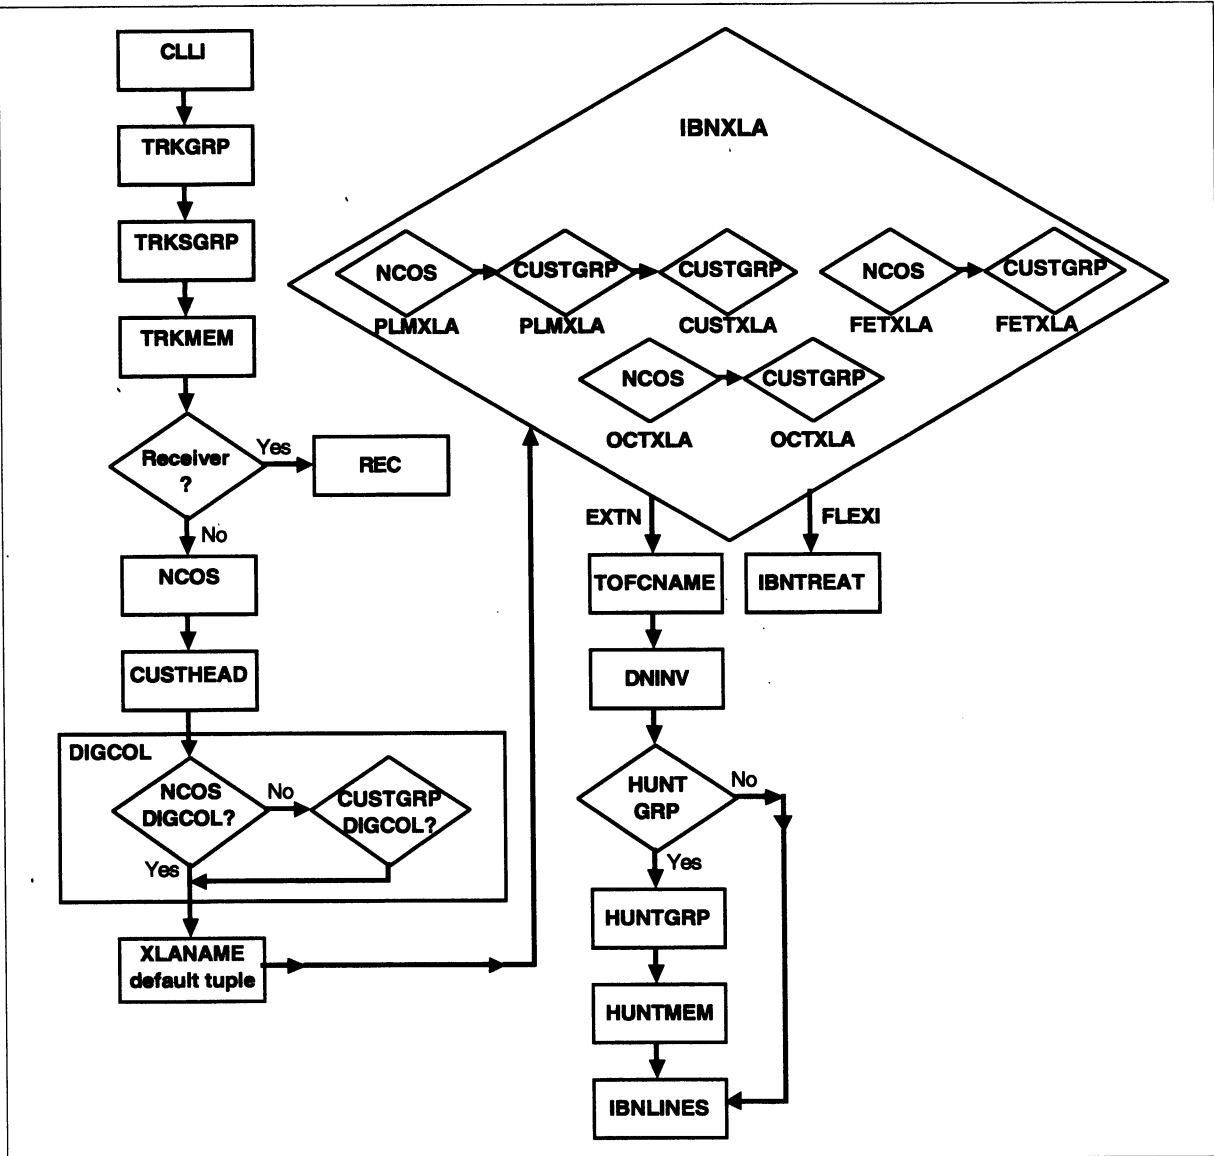 CLLI
TRKGRP
TRKSGRP
TRKMEM
Receiver
?
Yes
REC
No
NCOS
CUSTHEAD
DIGCOL
NCOS
DIGCOL?
No
CUSTGRP
DIGCOL?
Yes
XLANAME
default tuple
IBNXLA
NCOS
CUSTGRP
CUSTGRP
NCOS
CUSTGRP
PLMXLA
PLMXLA
CUSTXLA
FETXLA
FETXLA
NCOS
CUSTGRP
OCTXLA
OCTXLA
EXTN
FLEXI
TOFCNAME
IBNTREAT
DNINV
HUNT
GRP
No
Yes
HUNTGRP
HUNTMEM
IBNLINES